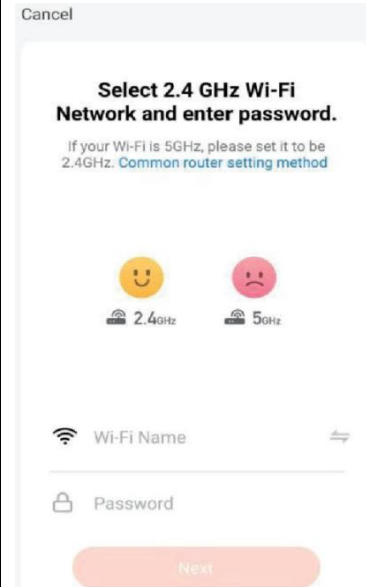 Cancel
Select 2.4 GHz Wi-Fi
Network and enter password.
If your Wi-Fi is 5GHz, please set it to be
2.4GHz. Common router setting method
2.4GHz 5GHz
Wi-Fi Name
Password
Next